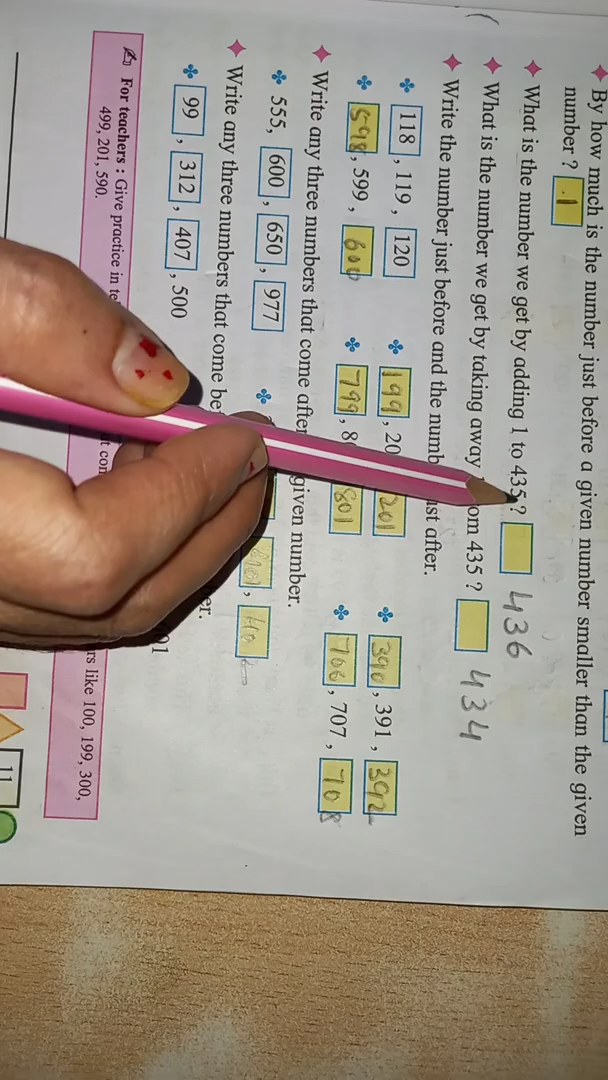 By how much is the number just before a given number smaller than the given
number ? 1
What is the number we get by adding 1 to 435 ? 436
What is the number we get by taking away om 435 ? 434
Write the number just before and the numb ust after.
118 , 119 , 120 199 , 20 201 390 , 391 , 392
598 , 599 , 600 799 , 8 801 706 , 707 , 708
Write any three numbers that come after given number.
555, 600 , 650 , 977
Write any three numbers that come be er.
99 , 312 , 407 , 500 01
For teachers : Give practice in te rs like 100, 199, 300,
499, 201, 590.
11